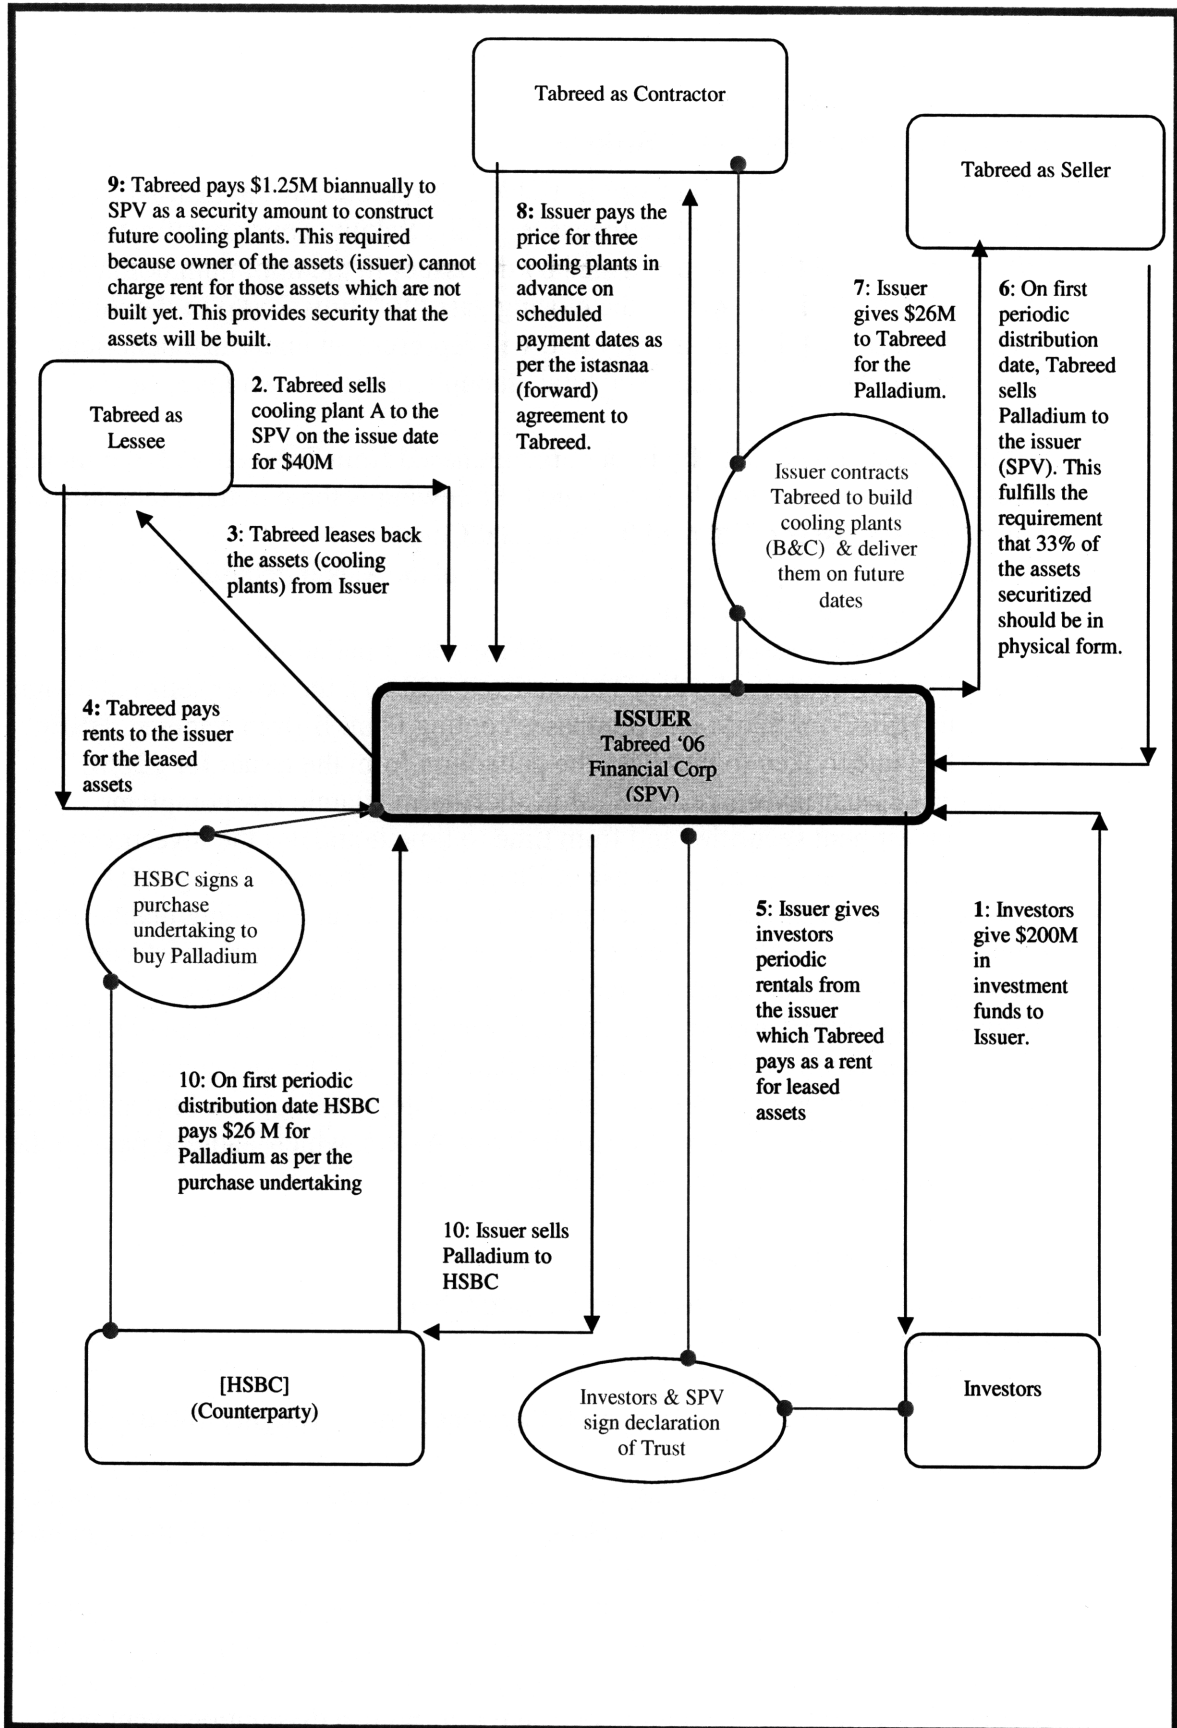 Tabreed as Contractor
Tabreed as Seller
9: Tabreed pays $1.25M biannually to
SPV as a security amount to construct
future cooling plants. This required
because owner of the assets (issuer) cannot
charge rent for those assets which are not
built yet. This provides security that the
assets will be built.
8: Issuer pays the
price for three
cooling plants in
advance on
scheduled
payment dates as
per the istasnaa
(forward)
agreement to
Tabreed.
7: Issuer
gives $26M
to Tabreed
for the
Palladium.
6: On first
periodic
distribution
date, Tabreed
sells
Palladium to
the issuer
(SPV). This
fulfills the
requirement
that 33% of
the assets
securitized
should be in
physical form.
Tabreed as
Lessee
2. Tabreed sells
cooling plant A to the
SPV on the issue date
for $40M
Issuer contracts
Tabreed to build
cooling plants
(B&C) & deliver
them on future
dates
3: Tabreed leases back
the assets (cooling
plants) from Issuer
4: Tabreed pays
rents to the issuer
for the leased
assets
ISSUER
Tabreed ‘06
Financial Corp
(SPV)
HSBC signs a
purchase
undertaking to
buy Palladium
5: Issuer gives
investors
periodic
rentals from
the issuer
which Tabreed
pays as a rent
for leased
assets
1: Investors
give $200M
in
investment
funds to
Issuer.
10: On first periodic
distribution date HSBC
pays $26 M for
Palladium as per the
purchase undertaking
10: Issuer sells
Palladium to
HSBC
[HSBC]
(Counterparty)
Investors & SPV
sign declaration
of Trust
Investors